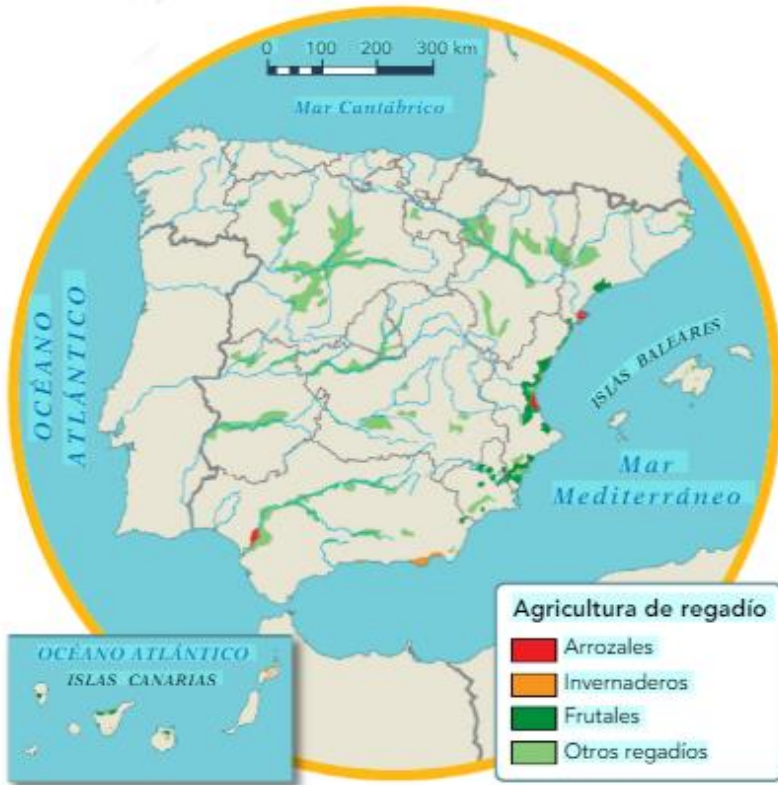 0 100 200 300 km
Mar Cantábrico
OCÉANO
ATLÁNTICO
ISLAS BALEARES
Mar
Mediterráneo
OCÉANO ATLÁNTICO
ISLAS CANARIAS
Agricultura de regadío
Arrozales
Invernaderos
Frutales
Otros regadíos